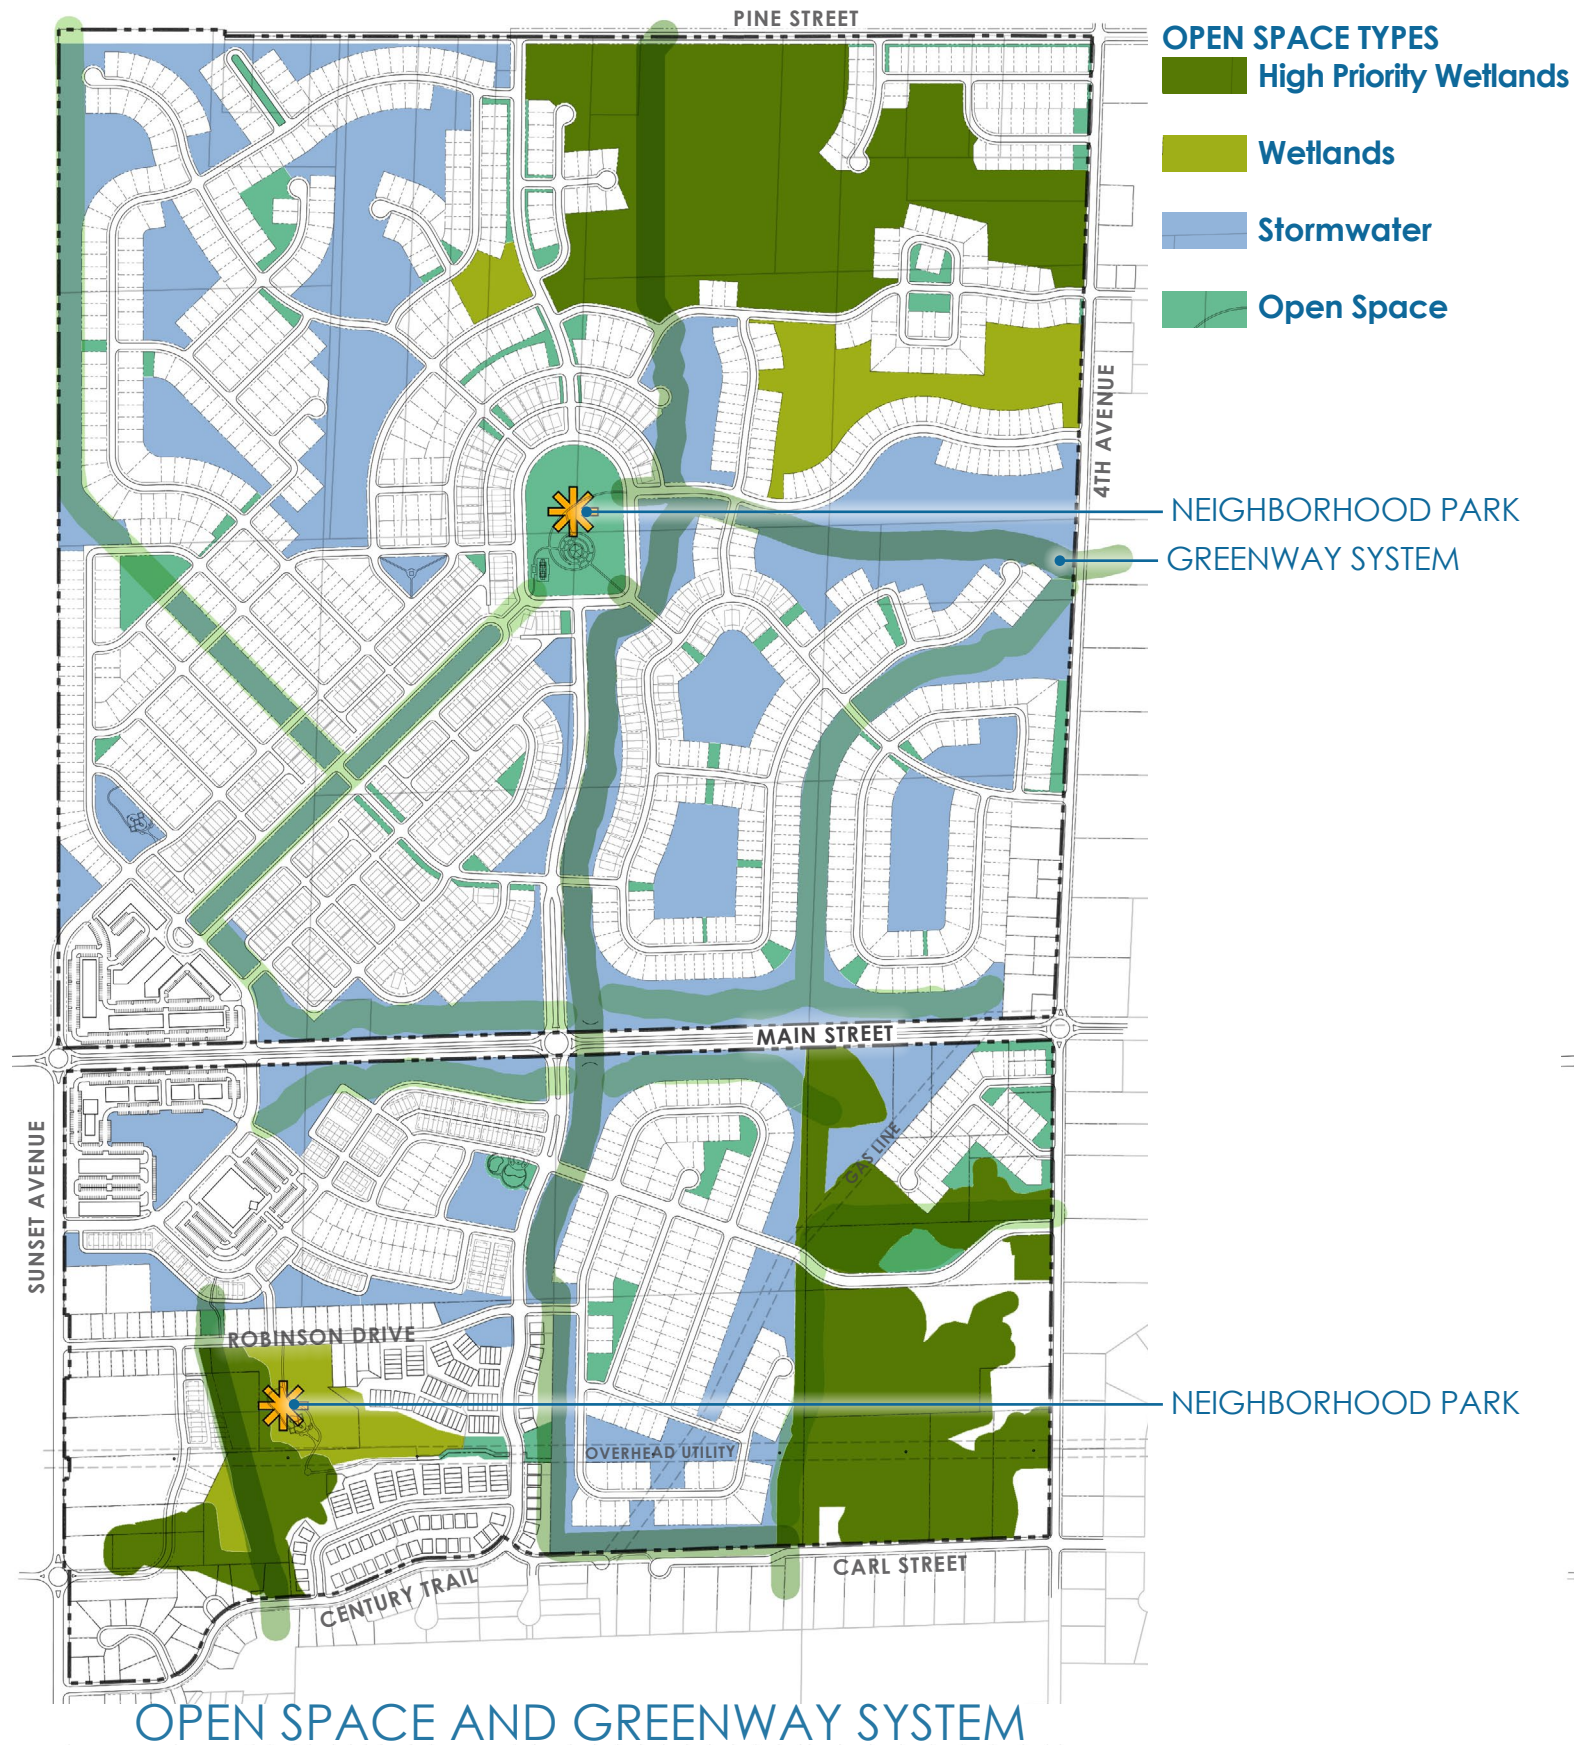 PINE STREET
OPEN SPACE TYPES
High Priority Wetlands
Wetlands
Stormwater
Open Space
4TH AVENUE
NEIGHBORHOOD PARK
GREENWAY SYSTEM
MAIN STREET
GAS LINE
SUNSET AVENUE
ROBINSON DRIVE
NEIGHBORHOOD PARK
OVERHEAD UTILITY
CARL STREET
CENTURY TRAIL
OPEN SPACE AND GREENWAY SYSTEM